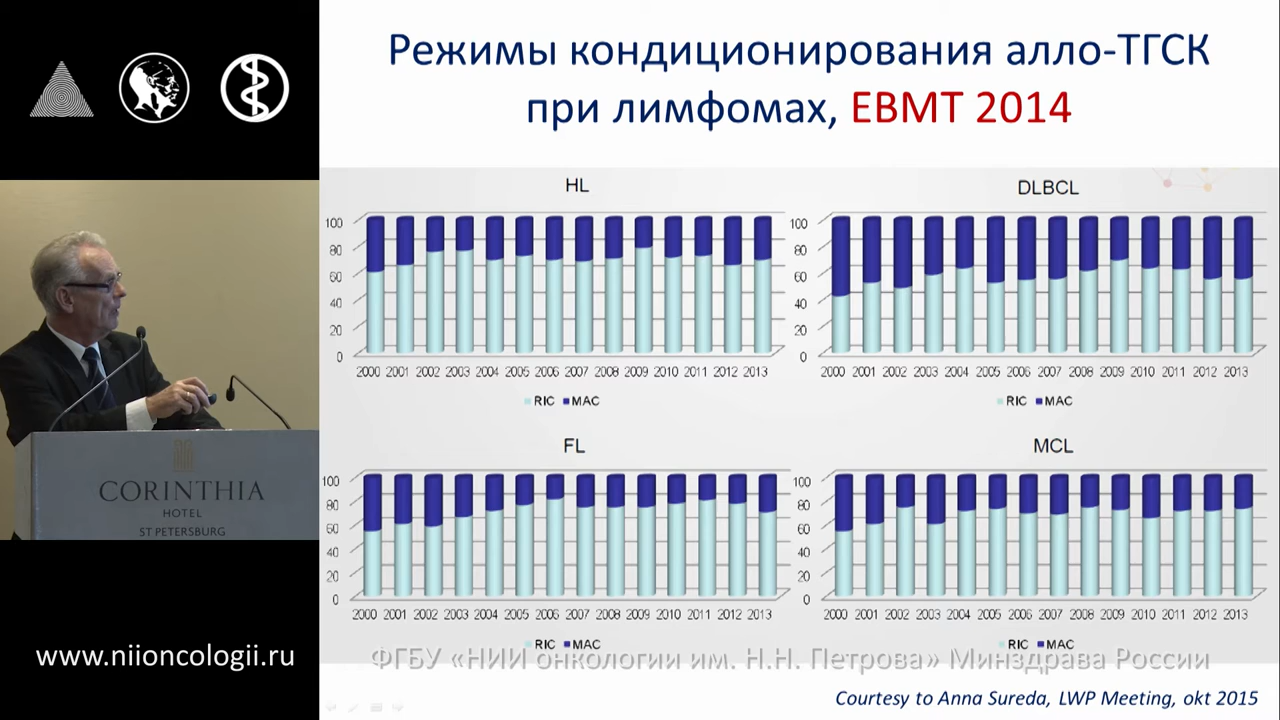 Режимы кондиционирования алло-ТГСК
при лимфомах, ЕВМТ 2014
HL
100
80
60
40
20
0
2000 2001 2002 2003 2004 2005 2006 2007 2008 2009 2010 2011 2012 2013
RIC MAC
DLBCL
100
80
60
40
20
0
2000 2001 2002 2003 2004 2005 2006 2007 2008 2009 2010 2011 2012 2013
RIC MAC
FL
100
80
60
40
20
0
2000 2001 2002 2003 2004 2005 2006 2007 2008 2009 2010 2011 2012 2013
RIC MAC
MCL
100
80
60
40
20
0
2000 2001 2002 2003 2004 2005 2006 2007 2008 2009 2010 2011 2012 2013
RIC MAC
CORINTHIA
HOTEL
ST PETERSBURG
www.niioncologii.ru
ФГБУ «НИИ онкологии им. Н.Н. Петрова» Минздрава России
Courtesy to Anna Sureda, LWP Meeting, okt 2015